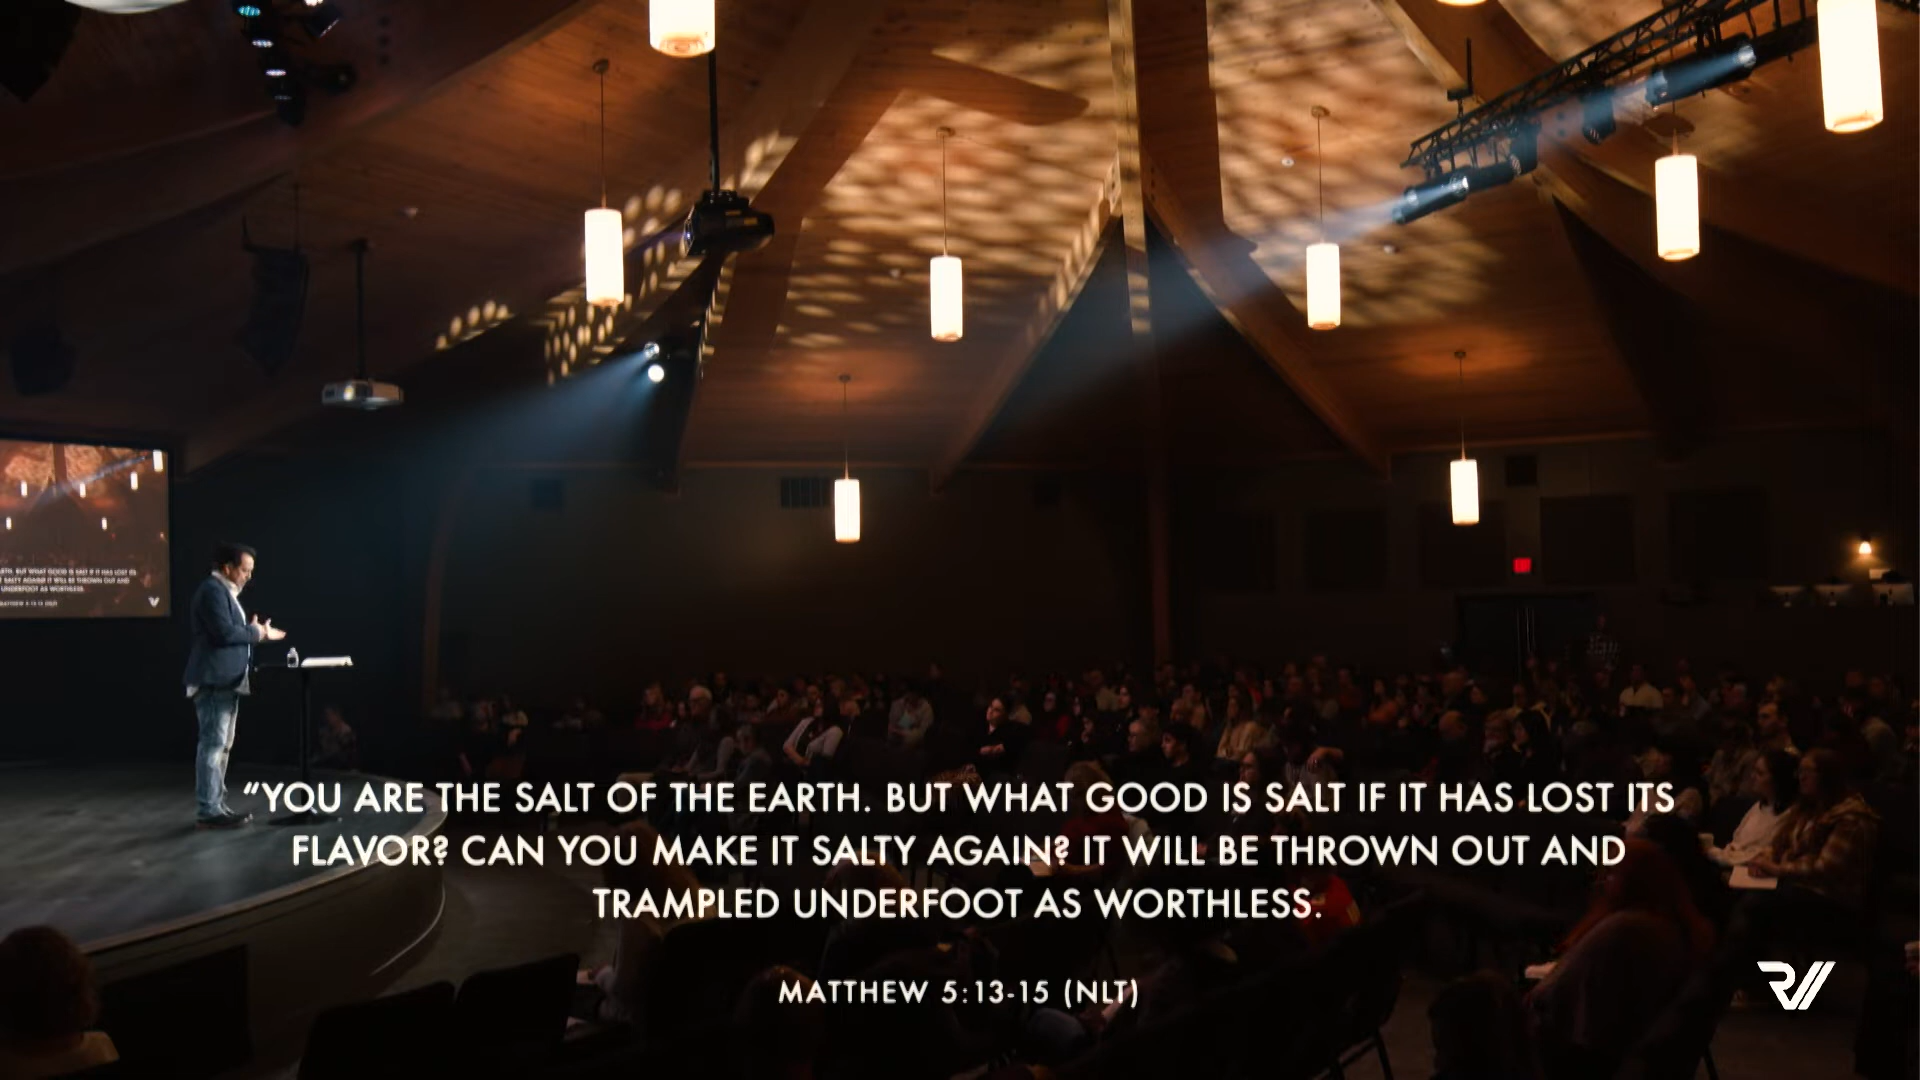 “YOU ARE THE SALT OF THE EARTH. BUT WHAT GOOD IS SALT IF IT HAS LOST ITS
FLAVOR? CAN YOU MAKE IT SALTY AGAIN? IT WILL BE THROWN OUT AND
TRAMPLED UNDERFOOT AS WORTHLESS.
MATTHEW 5:13-15 (NLT)